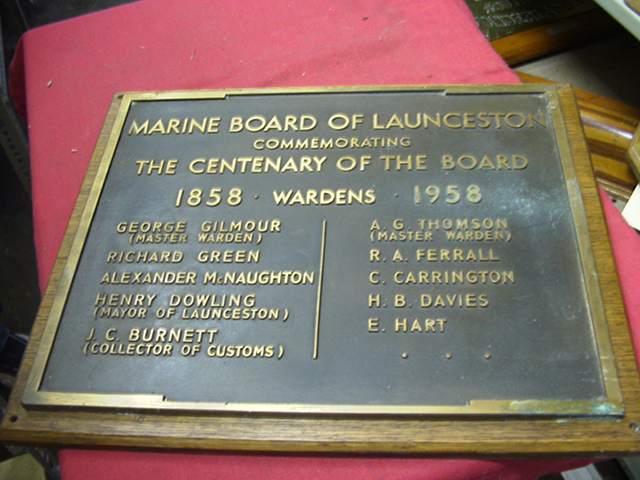 MARINE BOARD OF LAUNCESTON
COMMEMORATING
THE CENTENARY OF THE BOARD
1858 · WARDENS · 1958
GEORGE GILMOUR
(MASTER WARDEN)
RICHARD GREEN
ALEXANDER McNAUGHTON
HENRY DOWLING
(MAYOR OF LAUNCESTON)
J. C. BURNETT
(COLLECTOR OF CUSTOMS)
A. G. THOMSON
(MASTER WARDEN)
R. A. FERRALL
C. CARRINGTON
H. B. DAVIES
E. HART
. . .